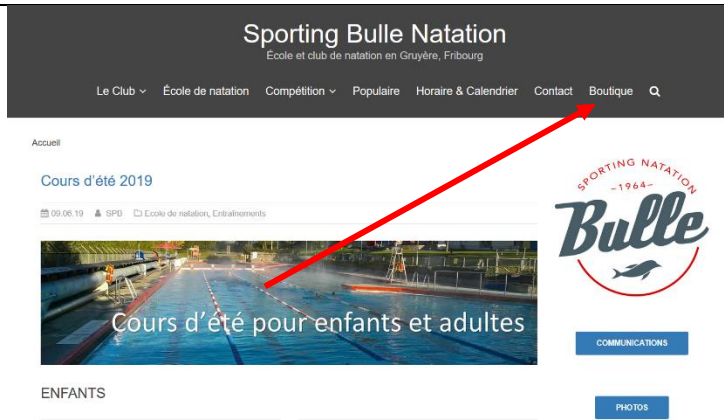 Sporting Bulle Natation
École et club de natation en Gruyère, Fribourg
Le Club École de natation Compétition Populaire Horaire & Calendrier Contact Boutique
Accueil
Cours d'été 2019
09.06.19 SPB Ecole de natation, Entraînements
Cours d'été pour enfants et adultes
ENFANTS
SPORTING NATATION
-1964-
Bulle
COMMUNICATIONS
PHOTOS